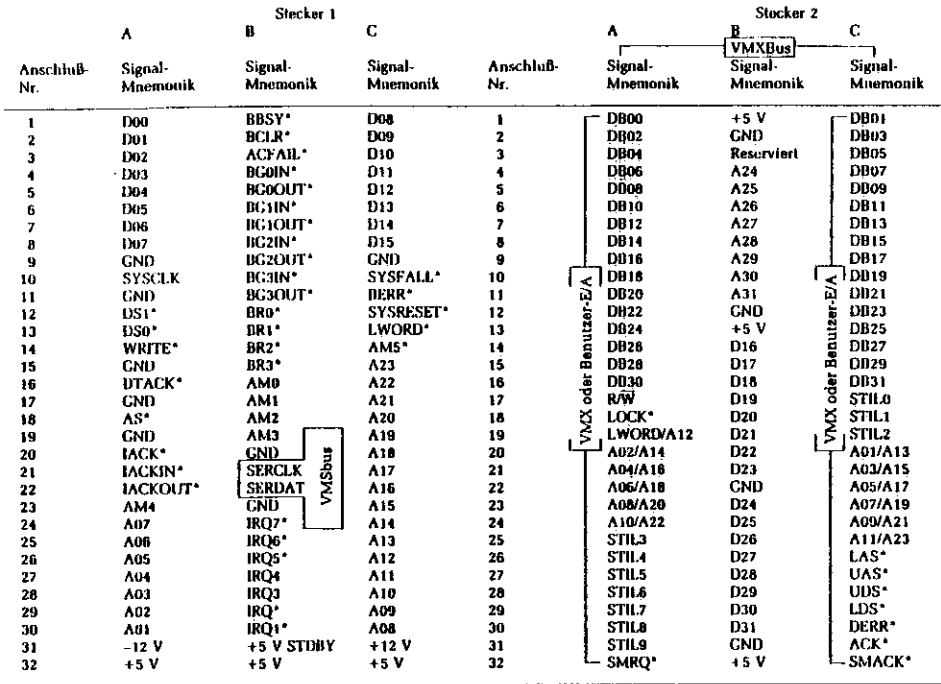 Stecker 1 Stocker 2
A B C A B C
VMXBus
Anschluß- Signal- Signal- Signal- Anschluß- Signal- Signal- Signal-
Nr. Mnemonik Mnemonik Mnemonik Nr. Mnemonik Mnemonik Mnemonik
1 D00 BBSY* D08 1 DB00 +5 V DB01
2 D01 BCLR* D09 2 DB02 GND DB03
3 D02 ACFAIL* D10 3 DB04 Reserviert DB05
4 D03 BG0IN* D11 4 DB06 A24 DB07
5 D04 BG0OUT* D12 5 DB08 A25 DB09
6 D05 BG1IN* D13 6 DB10 A26 DB11
7 D06 BG1OUT* D14 7 DB12 A27 DB13
8 D07 BG2IN* D15 8 DB14 A28 DB15
9 GND BG2OUT* GND 9 DB16 A29 DB17
10 SYSCLK BG3IN* SYSFALL* 10 DB18 A30 DB19
11 GND BG3OUT* BERR* 11 DB20 A31 DB21
12 DS1* BR0* SYSRESET* 12 DB22 GND DB23
13 DS0* BR1* LWORD* 13 DB24 +5 V DB25
14 WRITE* BR2* AM5* 14 DB26 D16 DB27
15 GND BR3* A23 15 DB28 D17 DB29
16 DTACK* AM0 A22 16 DB30 D18 DB31
17 GND AM1 A21 17 R/W̅ D19 STIL0
18 AS* AM2 A20 18 LOCK* D20 STIL1
19 GND AM3 A19 19 LWORD/A12 D21 STIL2
20 IACK* GND A18 20 A02/A14 D22 A01/A13
21 IACKIN* SERCLK A17 21 A04/A16 D23 A03/A15
22 IACKOUT* SERDAT A16 22 A06/A18 GND A05/A17
23 AM4 GND A15 23 A08/A20 D24 A07/A19
24 A07 IRQ7* A14 24 A10/A22 D25 A09/A21
25 A06 IRQ6* A13 25 STIL3 D26 A11/A23
26 A05 IRQ5* A12 26 STIL4 D27 LAS*
27 A04 IRQ4 A11 27 STIL5 D28 UAS*
28 A03 IRQ3 A10 28 STIL6 D29 UDS*
29 A02 IRQ* A09 29 STIL7 D30 LDS*
30 A01 IRQ1* A08 30 STIL8 D31 DERR*
31 -12 V +5 V STDBY +12 V 31 STIL9 GND ACK*
32 +5 V +5 V +5 V 32 SMRQ* +5 V SMACK*
VMSbus
VMX oder Benutzer-E/A
VMX oder Benutzer-E/A